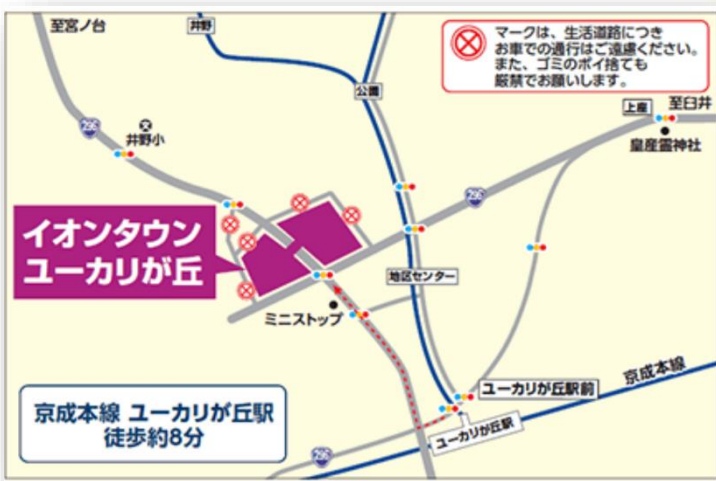 至宮ノ台
井野
マークは、生活道路につき
お車での通行はご遠慮ください。
また、ゴミのポイ捨ても
厳禁でお願いします。
公園
上座
至臼井
296
文
井野小
皇産霊神社
296
イオンタウン
ユーカリが丘
地区センター
ミニストップ
京成本線 ユーカリが丘駅
徒歩約8分
ユーカリが丘駅前
京成本線
ユーカリが丘駅
296